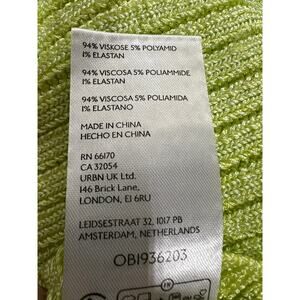 94% VISKOSE 5% POLYAMID
1% ELASTAN
94% VISCOSA 5% POLIAMMIDE
1% ELASTAN
94% VISCOSA 5% POLIAMIDA
1% ELASTANO
MADE IN CHINA
HECHO EN CHINA
RN 66170
CA 32054
URBN UK Ltd.
146 Brick Lane,
LONDON, E1 6RU
LEIDSESTRAAT 32, 1017 PB
AMSTERDAM, NETHERLANDS
OB1936203